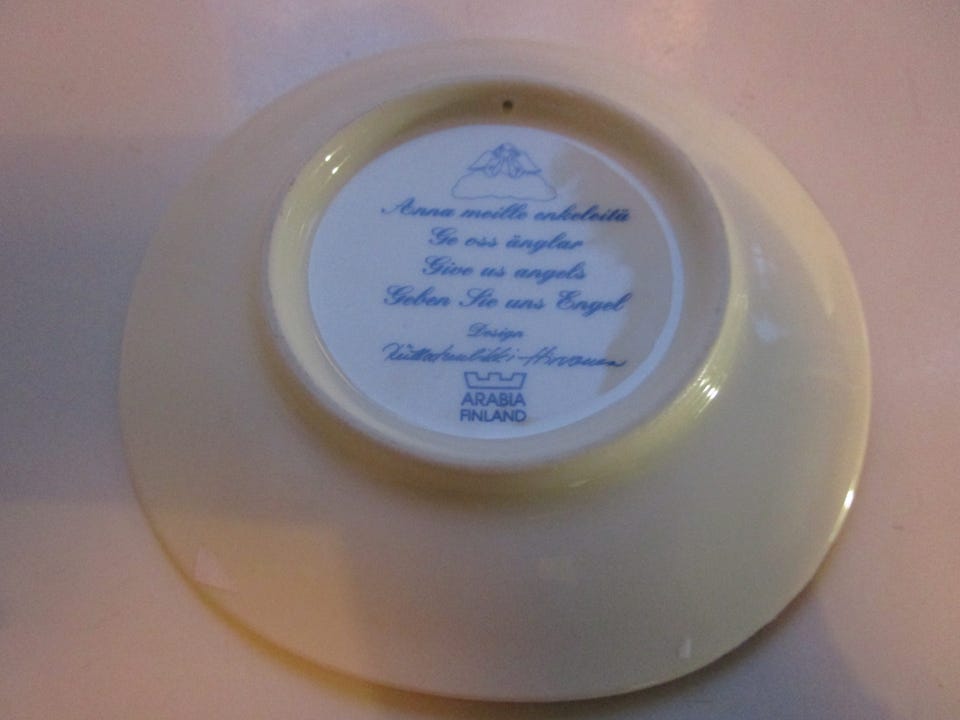 Anna meille enkeleitä
Ge oss änglar
Give us angels
Geben Sie uns Engel
Design
ARABIA
FINLAND